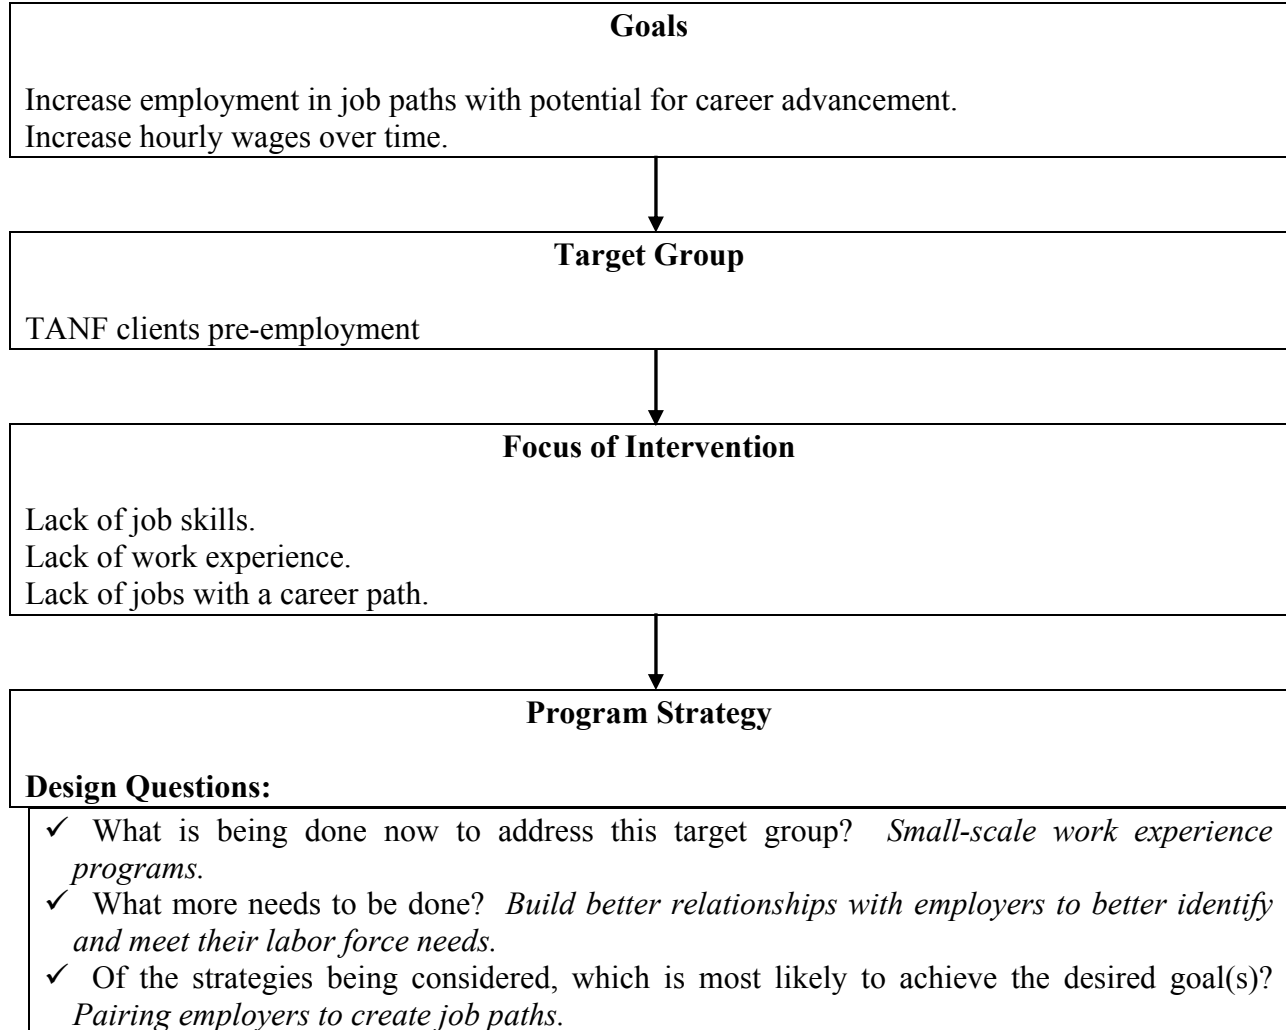 Goals
Increase employment in job paths with potential for career advancement.
Increase hourly wages over time.
Target Group
TANF clients pre-employment
Focus of Intervention
Lack of job skills.
Lack of work experience.
Lack of jobs with a career path.
Program Strategy
Design Questions:
✓ What is being done now to address this target group? Small-scale work experience
programs.
✓ What more needs to be done? Build better relationships with employers to better identify
and meet their labor force needs.
✓ Of the strategies being considered, which is most likely to achieve the desired goal(s)?
Pairing employers to create job paths.